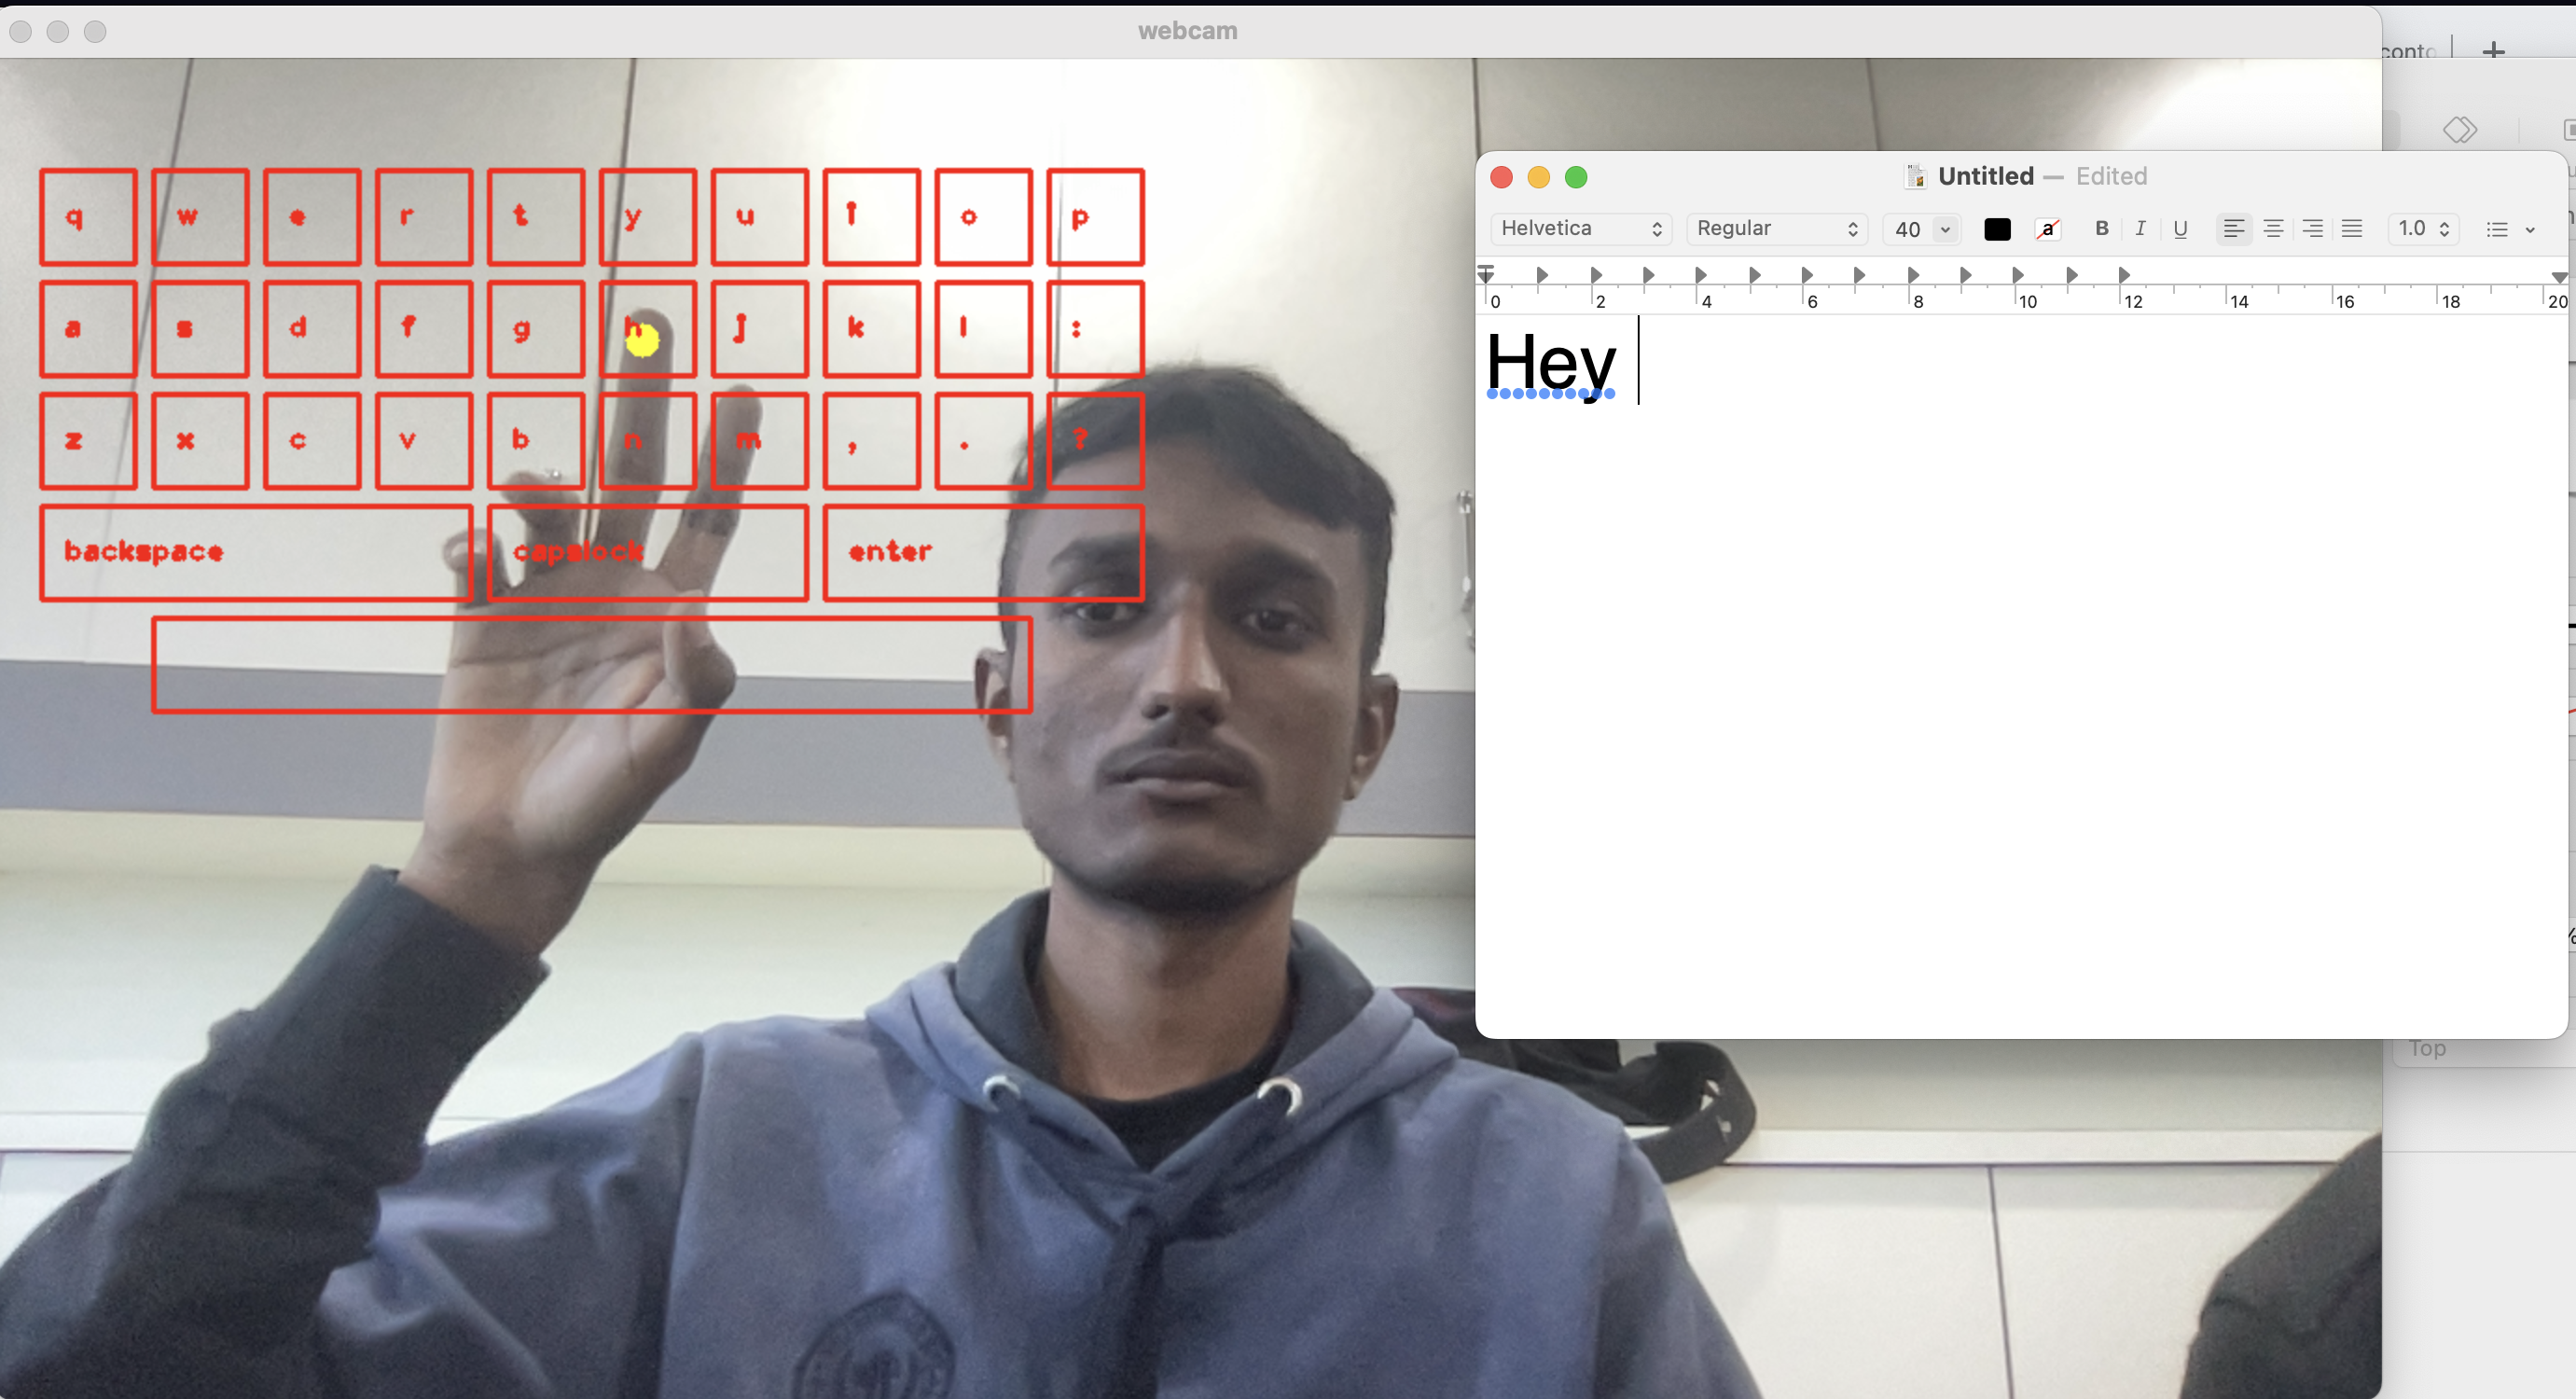 webcam
conto
q w e r t y u i o p
a s d f g h j k l :
z x c v b n m , . ?
backspace capslock enter
Untitled — Edited
Helvetica Regular 40 a B I U 1.0
0 2 4 6 8 10 12 14 16 18 20
Hey
Top